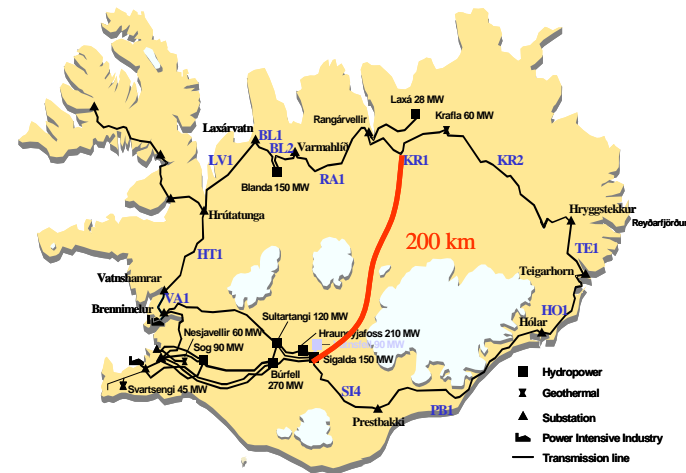 Laxá 28 MW
Rangárvellir
Krafla 60 MW
Laxárvatn
BL1
Varmahlíð
BL2
LV1
RA1
KR1
KR2
Blanda 150 MW
Hrútatunga
Hryggstekkur
Reyðarfjörður
200 km
HT1
TE1
Teigarhorn
Vatnshamrar
VA1
Brennimelur
Sultartangi 120 MW
HO1
Hólar
Nesjavellir 60 MW
Hrauneyjafoss 210 MW
90 MW
Sog 90 MW
Sigalda 150 MW
Búrfell
270 MW
Svartsengi 45 MW
SI4
PB1
Prestbakki
Hydropower
Geothermal
Substation
Power Intensive Industry
Transmission line